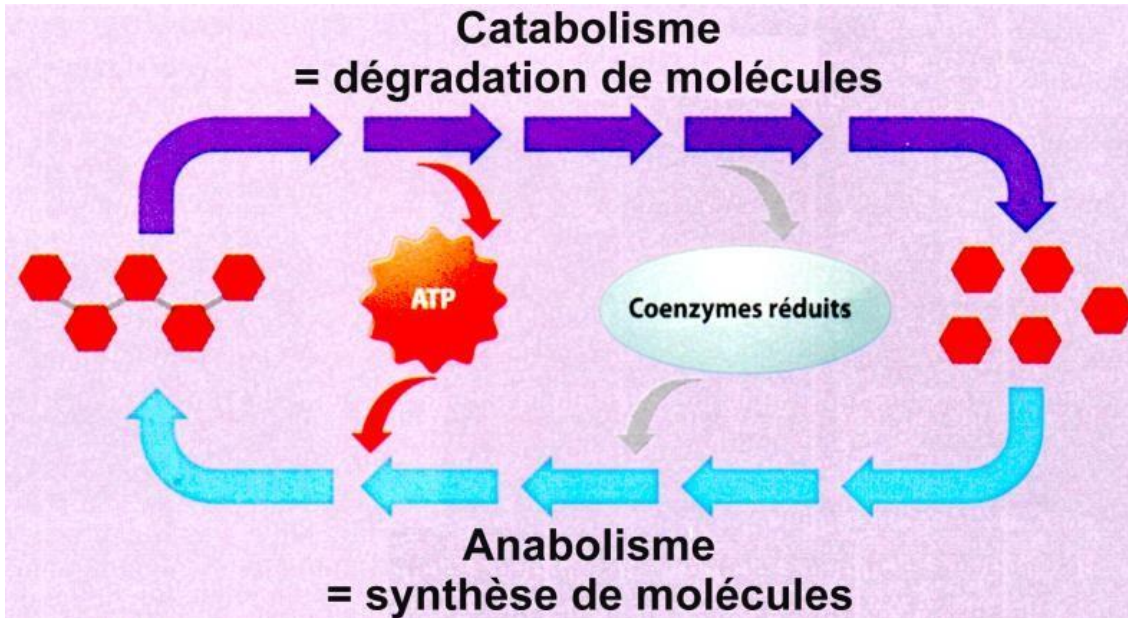 Catabolisme
= dégradation de molécules
ATP
Coenzymes réduits
Anabolisme
= synthèse de molécules